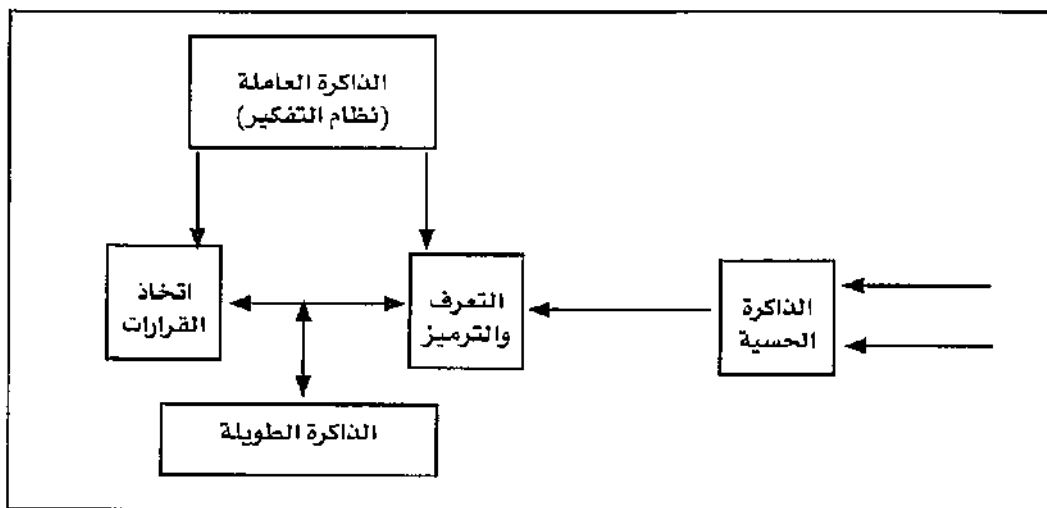 الذاكرة العاملة
(نظام التفكير)
الذاكرة
الحسية
التعرف
والترميز
اتخاذ
القرارات
الذاكرة الطويلة